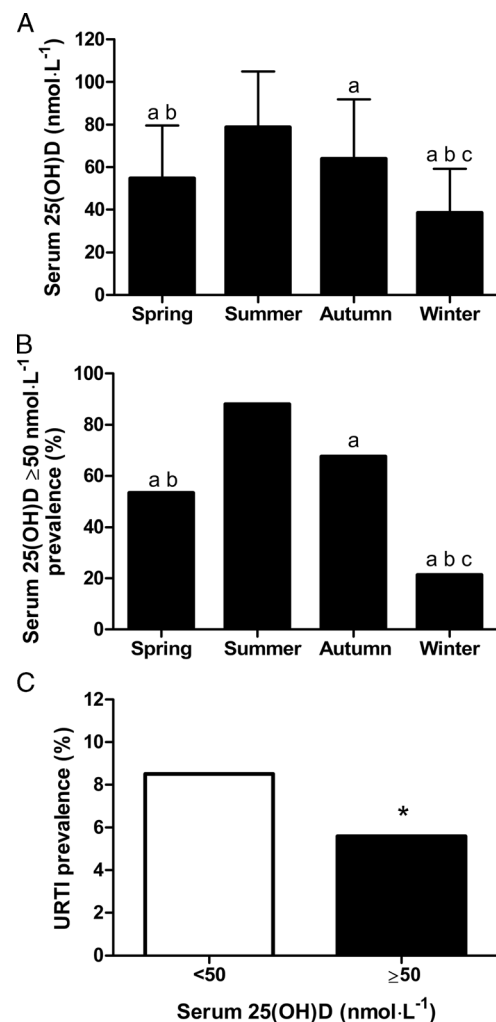 A
Serum 25(OH)D (nmol·L⁻¹)
120
100
80
60
40
20
0
a b
a
a b c
Spring Summer Autumn Winter
B
Serum 25(OH)D ≥50 nmol·L⁻¹
prevalence (%)
100
80
60
40
20
0
a b
a
a b c
Spring Summer Autumn Winter
C
URTI prevalence (%)
12
10
8
6
4
2
0
*
<50 ≥50
Serum 25(OH)D (nmol·L⁻¹)